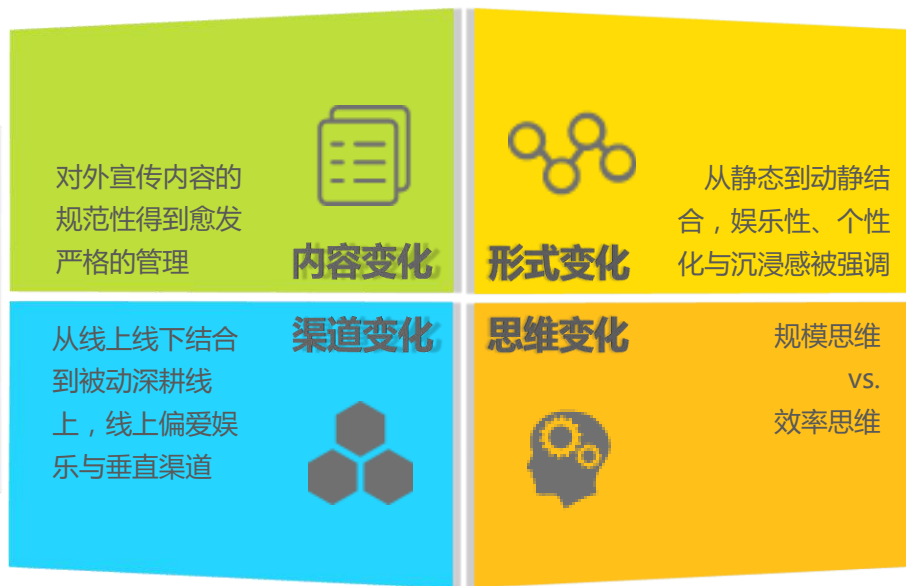 对外宣传内容的
规范性得到愈发
严格的管理
内容变化
形式变化
从静态到动静结
合，娱乐性、个性
化与沉浸感被强调
从线上线下结合
到被动深耕线
上，线上偏爱娱
乐与垂直渠道
渠道变化
思维变化
规模思维
vs.
效率思维